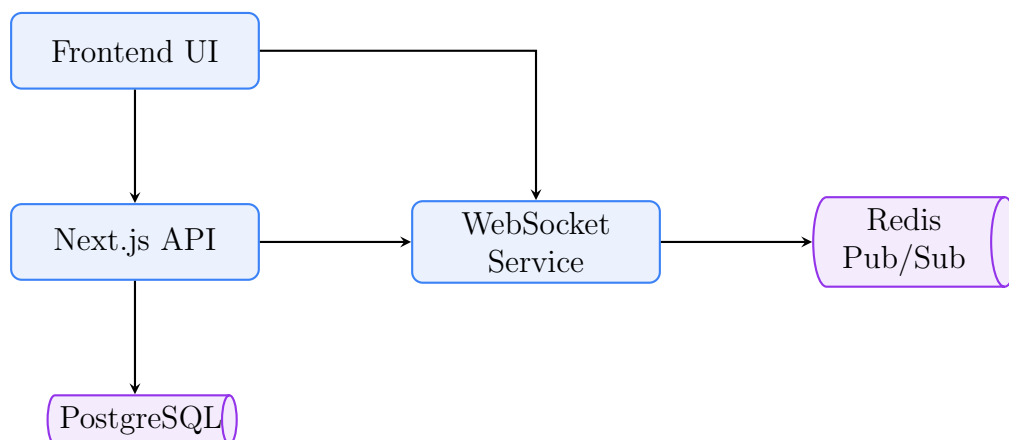 Frontend UI
Next.js API
WebSocket
Service
Redis
Pub/Sub
PostgreSQL